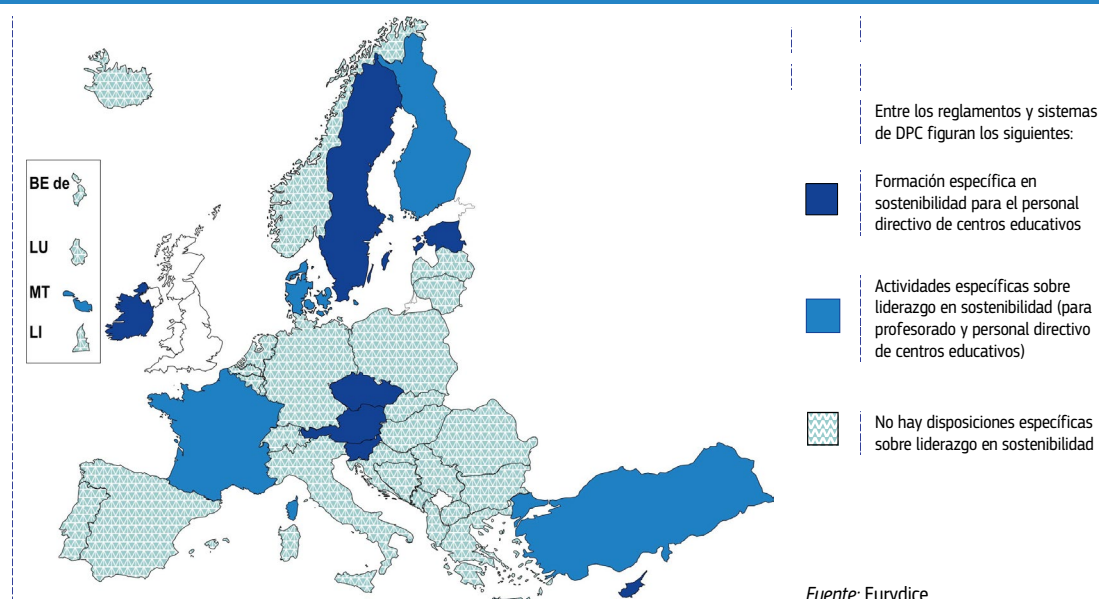 BE de
LU
MT
LI
Entre los reglamentos y sistemas
de DPC figuran los siguientes:
Formación específica en
sostenibilidad para el personal
directivo de centros educativos
Actividades específicas sobre
liderazgo en sostenibilidad (para
profesorado y personal directivo
de centros educativos)
No hay disposiciones específicas
sobre liderazgo en sostenibilidad
Fuente: Eurydice